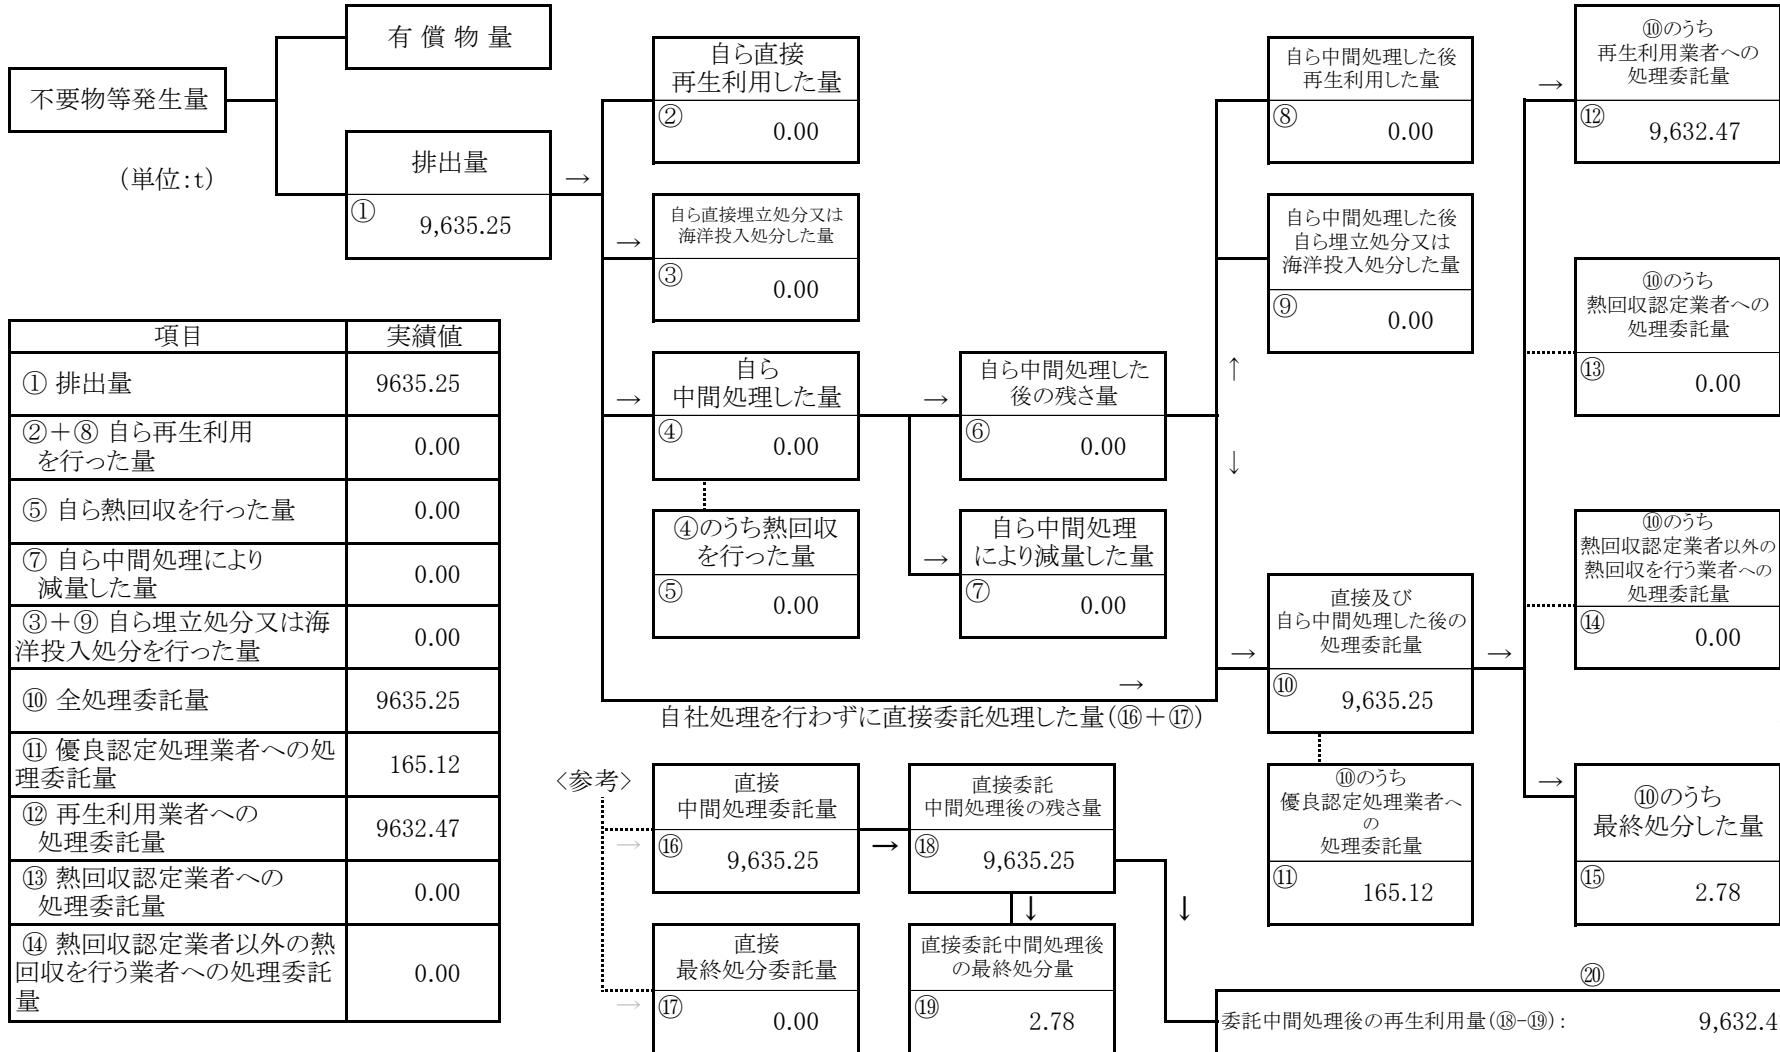 不要物等発生量
(単位:t)
有 償 物 量
排出量
→
① 9,635.25
自ら直接
再生利用した量
② 0.00
自ら直接埋立処分又は
海洋投入処分した量
→
③ 0.00
自ら
中間処理した量
→
④ 0.00
④のうち熱回収
を行った量
⑤ 0.00
自ら中間処理した
後の残さ量
→
⑥ 0.00
自ら中間処理
により減量した量
→
⑦ 0.00
↑
↓
自ら中間処理した後
再生利用した量
⑧ 0.00
自ら中間処理した後
自ら埋立処分又は
海洋投入処分した量
⑨ 0.00
→
自社処理を行わずに直接委託処理した量(⑯+⑰)
直接及び
自ら中間処理した後の
処理委託量
→
→
⑩ 9,635.25
⑩のうち
優良認定処理業者へ
の
処理委託量
⑪ 165.12
⑩のうち
再生利用業者への
処理委託量
→
⑫ 9,632.47
⑩のうち
熱回収認定業者への
処理委託量
⑬ 0.00
⑩のうち
熱回収認定業者以外の
熱回収を行う業者への
処理委託量
⑭ 0.00
→
⑩のうち
最終処分した量
⑮ 2.78
項目 実績値
① 排出量 9635.25
②+⑧ 自ら再生利用
を行った量 0.00
⑤ 自ら熱回収を行った量 0.00
⑦ 自ら中間処理により
減量した量 0.00
③+⑨ 自ら埋立処分又は海
洋投入処分を行った量 0.00
⑩ 全処理委託量 9635.25
⑪ 優良認定処理業者への処
理委託量 165.12
⑫ 再生利用業者への
処理委託量 9632.47
⑬ 熱回収認定業者への
処理委託量 0.00
⑭ 熱回収認定業者以外の熱
回収を行う業者への処理委託
量 0.00
<参考>
直接
中間処理委託量
→
⑯ 9,635.25
→
直接委託
中間処理後の残さ量
⑱ 9,635.25
↓
↓
直接
最終処分委託量
→
⑰ 0.00
直接委託中間処理後
の最終処分量
⑲ 2.78
⑳
委託中間処理後の再生利用量(⑱-⑲): 9,632.4